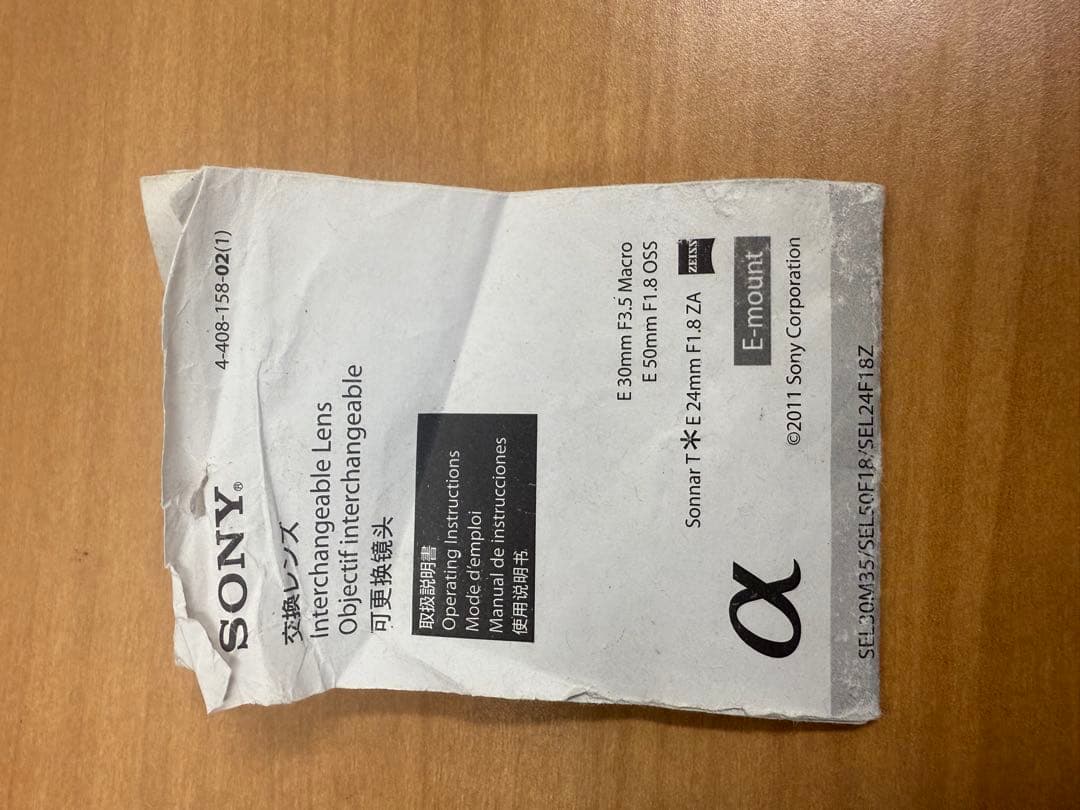 4-408-158-02(1)
SONY®
交換レンズ
Interchangeable Lens
Objectif interchangeable
可更换镜头
取扱説明書
Operating Instructions
Mode d'emploi
Manual de instrucciones
使用说明书
E 30mm F3.5 Macro
E 50mm F1.8 OSS
Sonnar T✱ E 24mm F1.8 ZA ZEISS
E-mount
α
©2011 Sony Corporation
SEL30M35/SEL50F18/SEL24F18Z